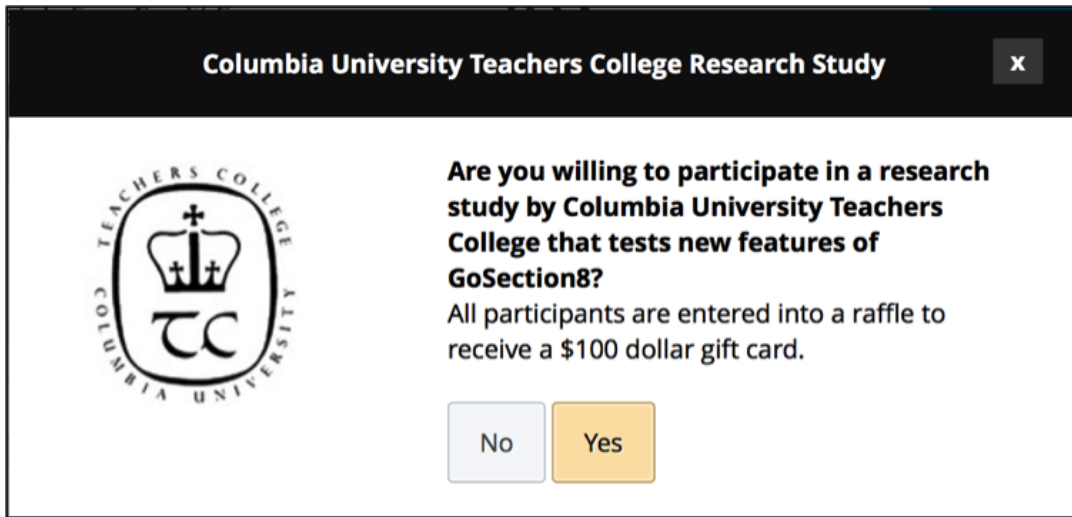 Columbia University Teachers College Research Study
x
TEACHERS COLLEGE
COLUMBIA UNIVERSITY
TC
Are you willing to participate in a research
study by Columbia University Teachers
College that tests new features of
GoSection8?
All participants are entered into a raffle to
receive a $100 dollar gift card.
No
Yes